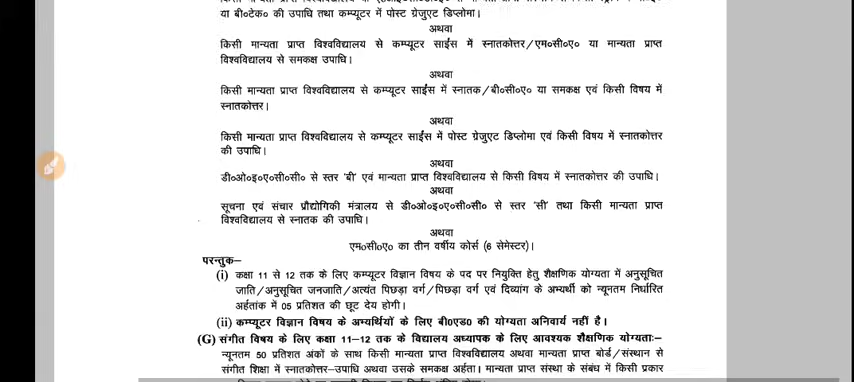 या बी०टेक० की उपाधि तथा कम्प्यूटर में पोस्ट ग्रेजुएट डिप्लोमा।
अथवा
किसी मान्यता प्राप्त विश्वविद्यालय से कम्प्यूटर साईंस में स्नातकोत्तर/एम०सी०ए० या मान्यता प्राप्त
विश्वविद्यालय से समकक्ष उपाधि।
अथवा
किसी मान्यता प्राप्त विश्वविद्यालय से कम्प्यूटर साईंस में स्नातक/बी०सी०ए० या समकक्ष एवं किसी विषय में
स्नातकोत्तर।
अथवा
किसी मान्यता प्राप्त विश्वविद्यालय से कम्प्यूटर साईंस में पोस्ट ग्रेजुएट डिप्लोमा एवं किसी विषय में स्नातकोत्तर
की उपाधि।
अथवा
डी०ओ०इ०ए०सी०सी० से स्तर 'बी' एवं मान्यता प्राप्त विश्वविद्यालय से किसी विषय में स्नातकोत्तर की उपाधि।
अथवा
सूचना एवं संचार प्रौद्योगिकी मंत्रालय से डी०ओ०इ०ए०सी०सी० से स्तर 'सी' तथा किसी मान्यता प्राप्त
विश्वविद्यालय से स्नातक की उपाधि।
अथवा
एम०सी०ए० का तीन वर्षीय कोर्स (6 सेमेस्टर)।
परन्तुक–
(i) कक्षा 11 से 12 तक के लिए कम्प्यूटर विज्ञान विषय के पद पर नियुक्ति हेतु शैक्षणिक योग्यता में अनुसूचित
जाति/अनुसूचित जनजाति/अत्यंत पिछड़ा वर्ग/पिछड़ा वर्ग एवं दिव्यांग के अभ्यर्थी को न्यूनतम निर्धारित
अर्हतांक में 05 प्रतिशत की छूट देय होगी।
(ii) कम्प्यूटर विज्ञान विषय के अभ्यर्थियों के लिए बी0एड0 की योग्यता अनिवार्य नहीं है।
(G) संगीत विषय के लिए कक्षा 11–12 तक के विद्यालय अध्यापक के लिए आवश्यक शैक्षणिक योग्यताः–
न्यूनतम 50 प्रतिशत अंकों के साथ किसी मान्यता प्राप्त विश्वविद्यालय अथवा मान्यता प्राप्त बोर्ड/संस्थान से
संगीत शिक्षा में स्नातकोत्तर–उपाधि अथवा उसके समकक्ष अर्हता। मान्यता प्राप्त संस्था के संबंध में किसी प्रकार